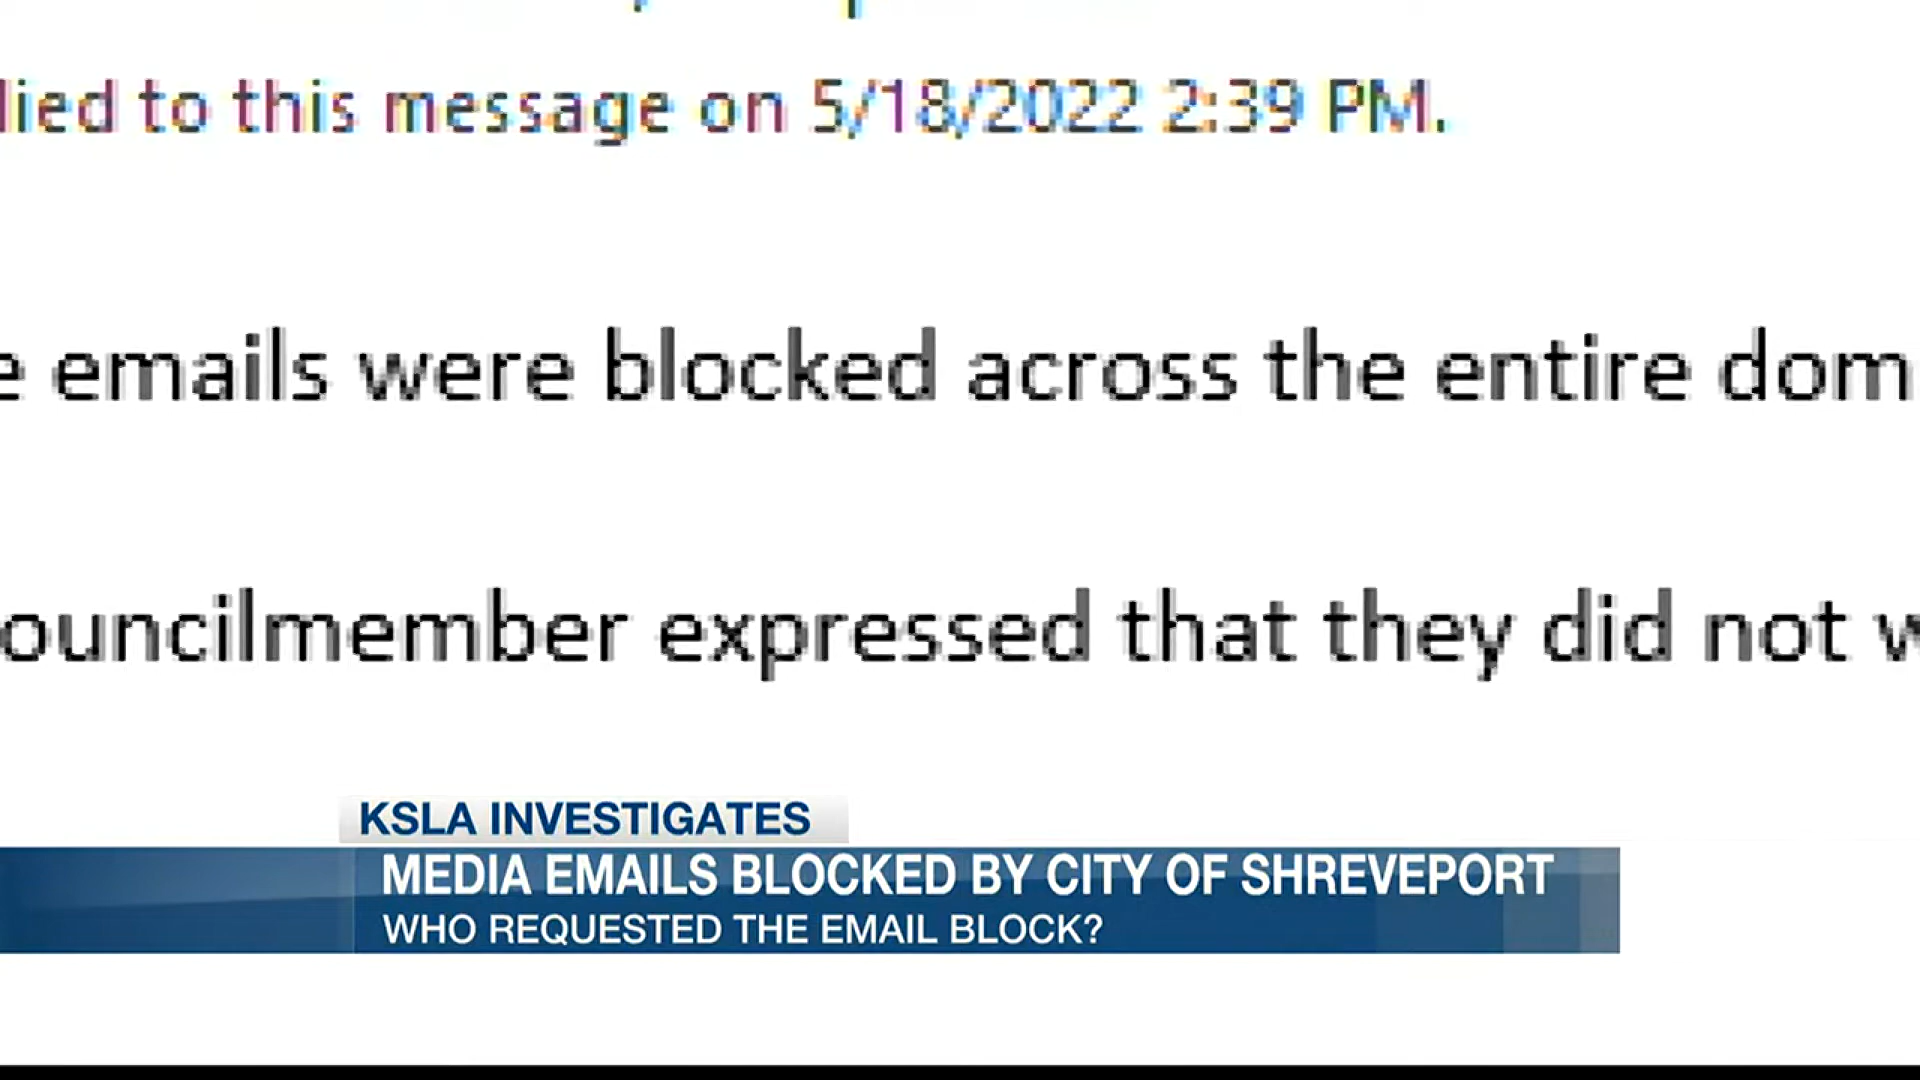 lied to this message on 5/18/2022 2:39 PM.
e emails were blocked across the entire dom
ouncilmember expressed that they did not w
KSLA INVESTIGATES
MEDIA EMAILS BLOCKED BY CITY OF SHREVEPORT
WHO REQUESTED THE EMAIL BLOCK?